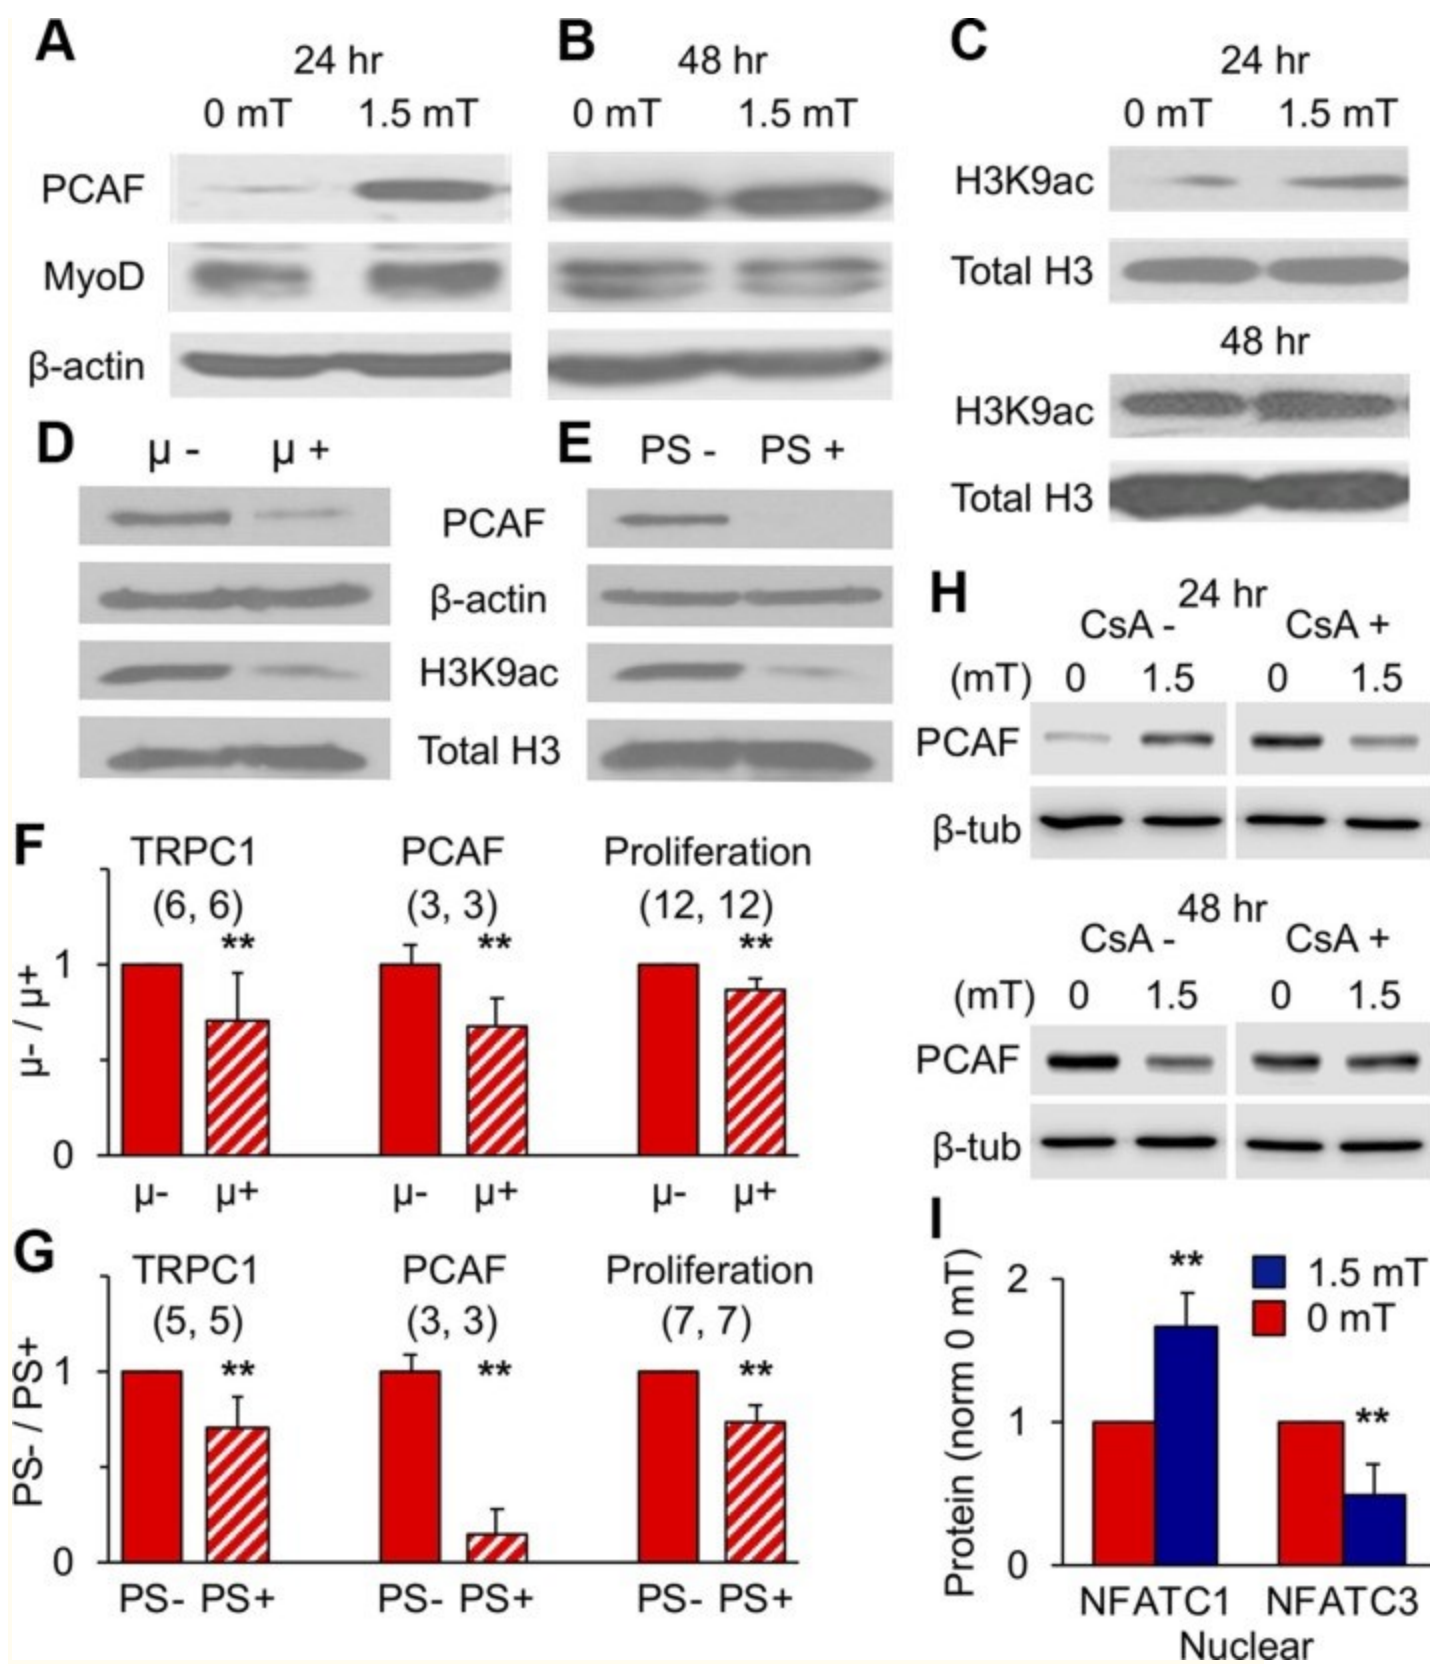 A
24 hr
0 mT 1.5 mT
PCAF
MyoD
β-actin
B
48 hr
0 mT 1.5 mT
C
24 hr
0 mT 1.5 mT
H3K9ac
Total H3
48 hr
H3K9ac
Total H3
D
μ - μ +
E
PS - PS +
PCAF
β-actin
H3K9ac
Total H3
F
TRPC1 PCAF Proliferation
(6, 6) (3, 3) (12, 12)
** ** **
μ- / μ+
1
0
μ- μ+ μ- μ+ μ- μ+
G
TRPC1 PCAF Proliferation
(5, 5) (3, 3) (7, 7)
** ** **
PS- / PS+
1
0
PS- PS+ PS- PS+ PS- PS+
H
24 hr
CsA - CsA +
(mT) 0 1.5 0 1.5
PCAF
β-tub
48 hr
CsA - CsA +
(mT) 0 1.5 0 1.5
PCAF
β-tub
I
Protein (norm 0 mT)
2
1
0
** 
**
1.5 mT
0 mT
NFATC1 NFATC3
Nuclear